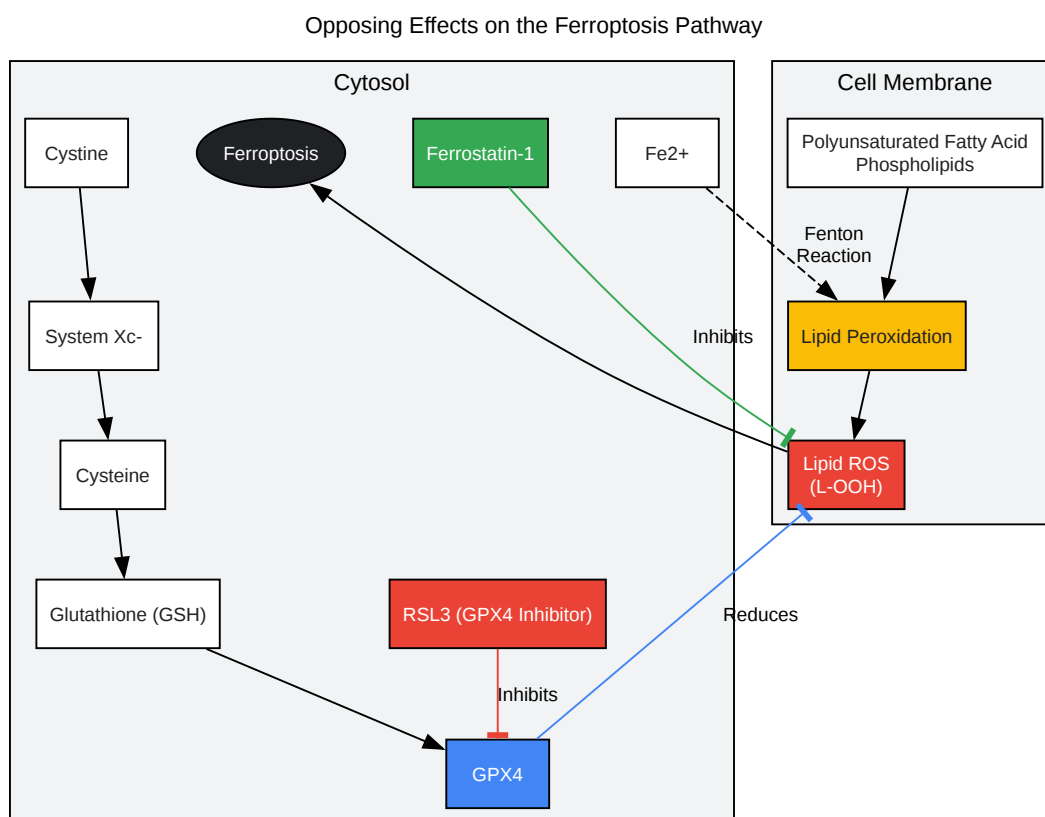 Opposing Effects on the Ferroptosis Pathway
Cytosol
Cell Membrane
Cystine
Ferroptosis
Ferrostatin-1
Fe2+
Polyunsaturated Fatty Acid
Phospholipids
Fenton
Reaction
System Xc-
Inhibits
Lipid Peroxidation
Cysteine
Lipid ROS
(L-OOH)
Glutathione (GSH)
RSL3 (GPX4 Inhibitor)
Reduces
Inhibits
GPX4